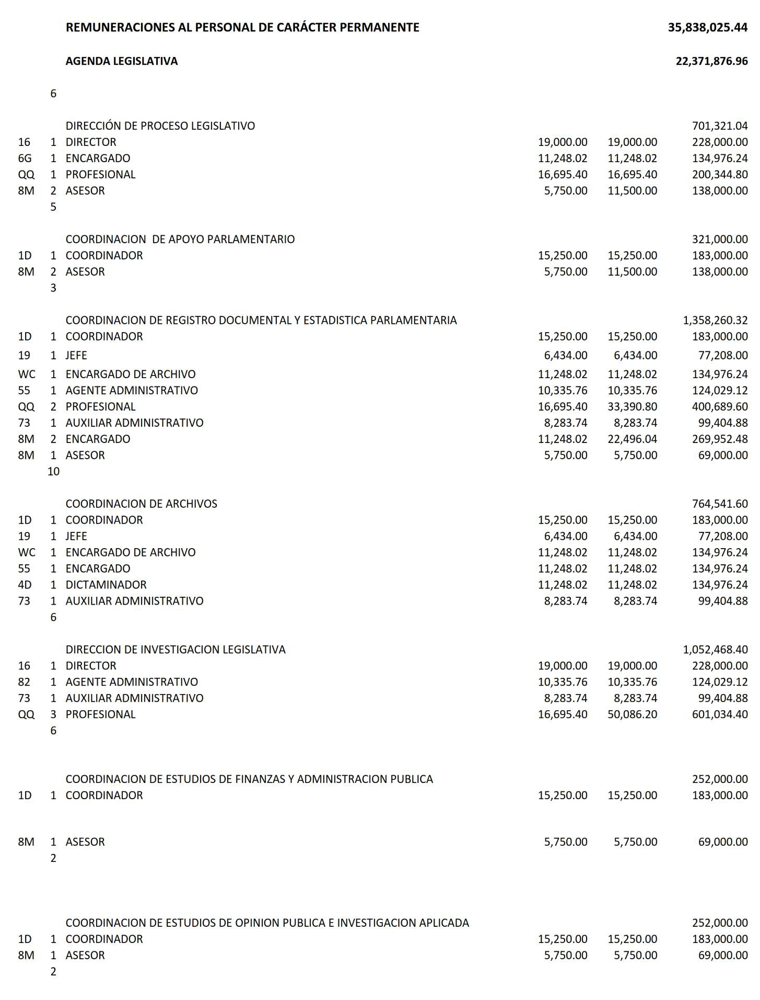 REMUNERACIONES AL PERSONAL DE CARÁCTER PERMANENTE 35,838,025.44
AGENDA LEGISLATIVA 22,371,876.96
6
DIRECCIÓN DE PROCESO LEGISLATIVO 701,321.04
16 1 DIRECTOR 19,000.00 19,000.00 228,000.00
6G 1 ENCARGADO 11,248.02 11,248.02 134,976.24
QQ 1 PROFESIONAL 16,695.40 16,695.40 200,344.80
8M 2 ASESOR 5,750.00 11,500.00 138,000.00
5
COORDINACION  DE APOYO PARLAMENTARIO 321,000.00
1D 1 COORDINADOR 15,250.00 15,250.00 183,000.00
8M 2 ASESOR 5,750.00 11,500.00 138,000.00
3
COORDINACION DE REGISTRO DOCUMENTAL Y ESTADISTICA PARLAMENTARIA 1,358,260.32
1D 1 COORDINADOR 15,250.00 15,250.00 183,000.00
19 1 JEFE 6,434.00 6,434.00 77,208.00
WC 1 ENCARGADO DE ARCHIVO 11,248.02 11,248.02 134,976.24
55 1 AGENTE ADMINISTRATIVO 10,335.76 10,335.76 124,029.12
QQ 2 PROFESIONAL 16,695.40 33,390.80 400,689.60
73 1 AUXILIAR ADMINISTRATIVO 8,283.74 8,283.74 99,404.88
8M 2 ENCARGADO 11,248.02 22,496.04 269,952.48
8M 1 ASESOR 5,750.00 5,750.00 69,000.00
10
COORDINACION DE ARCHIVOS 764,541.60
1D 1 COORDINADOR 15,250.00 15,250.00 183,000.00
19 1 JEFE 6,434.00 6,434.00 77,208.00
WC 1 ENCARGADO DE ARCHIVO 11,248.02 11,248.02 134,976.24
55 1 ENCARGADO 11,248.02 11,248.02 134,976.24
4D 1 DICTAMINADOR 11,248.02 11,248.02 134,976.24
73 1 AUXILIAR ADMINISTRATIVO 8,283.74 8,283.74 99,404.88
6
DIRECCION DE INVESTIGACION LEGISLATIVA 1,052,468.40
16 1 DIRECTOR 19,000.00 19,000.00 228,000.00
82 1 AGENTE ADMINISTRATIVO 10,335.76 10,335.76 124,029.12
73 1 AUXILIAR ADMINISTRATIVO 8,283.74 8,283.74 99,404.88
QQ 3 PROFESIONAL 16,695.40 50,086.20 601,034.40
6
COORDINACION DE ESTUDIOS DE FINANZAS Y ADMINISTRACION PUBLICA 252,000.00
1D 1 COORDINADOR 15,250.00 15,250.00 183,000.00
8M 1 ASESOR 5,750.00 5,750.00 69,000.00
2
COORDINACION DE ESTUDIOS DE OPINION PUBLICA E INVESTIGACION APLICADA 252,000.00
1D 1 COORDINADOR 15,250.00 15,250.00 183,000.00
8M 1 ASESOR 5,750.00 5,750.00 69,000.00
2